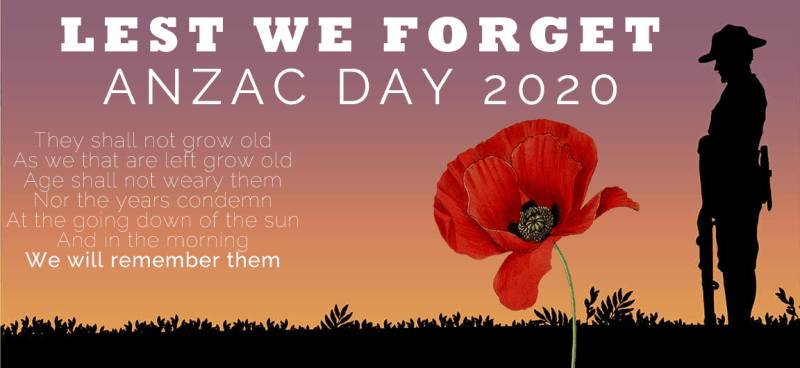 LEST WE FORGET
ANZAC DAY 2020
They shall not grow old
As we that are left grow old
Age shall not weary them
Nor the years condemn
At the going down of the sun
And in the morning
We will remember them